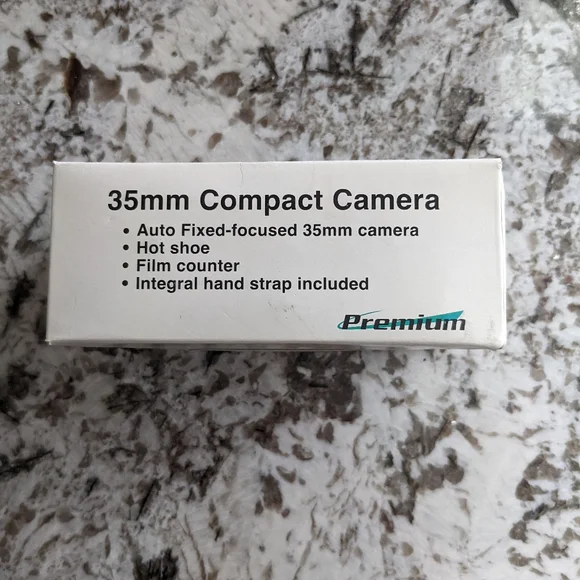 35mm Compact Camera
• Auto Fixed-focused 35mm camera
• Hot shoe
• Film counter
• Integral hand strap included
Premium